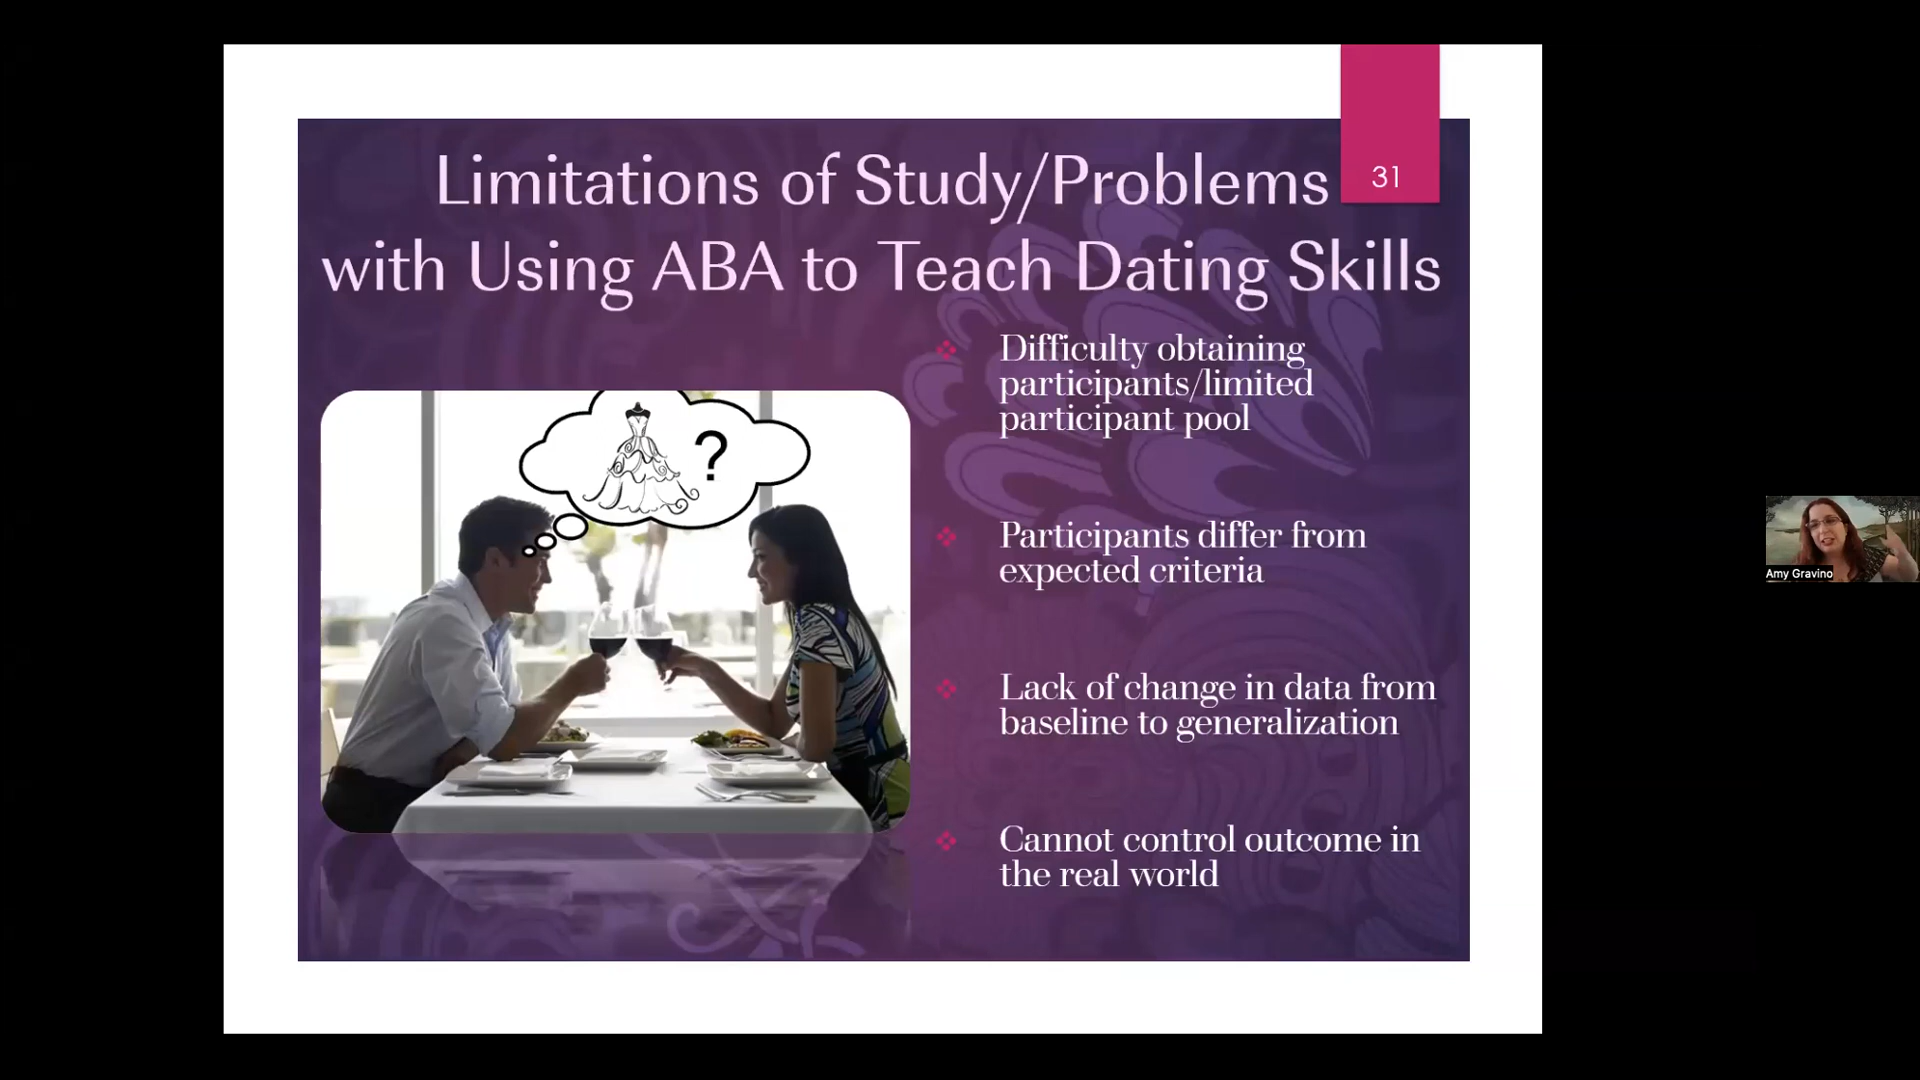 31
Limitations of Study/Problems
with Using ABA to Teach Dating Skills
?
Difficulty obtaining
participants/limited
participant pool
Participants differ from
expected criteria
Lack of change in data from
baseline to generalization
Cannot control outcome in
the real world
Amy Gravino